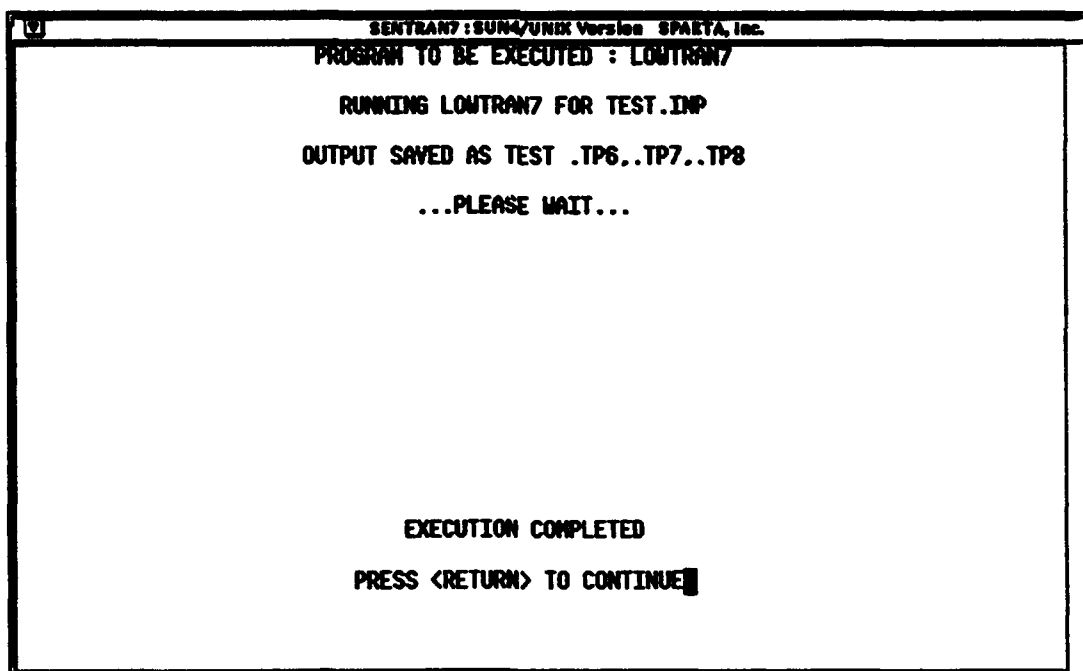 SENTRAN7 : SUN4/UNIX Version SPARTA, Inc.
PROGRAM TO BE EXECUTED : LOWTRAN7
RUNNING LOWTRAN7 FOR TEST.INP
OUTPUT SAVED AS TEST .TP6,.TP7,.TP8
...PLEASE WAIT...
EXECUTION COMPLETED
PRESS <RETURN> TO CONTINUE